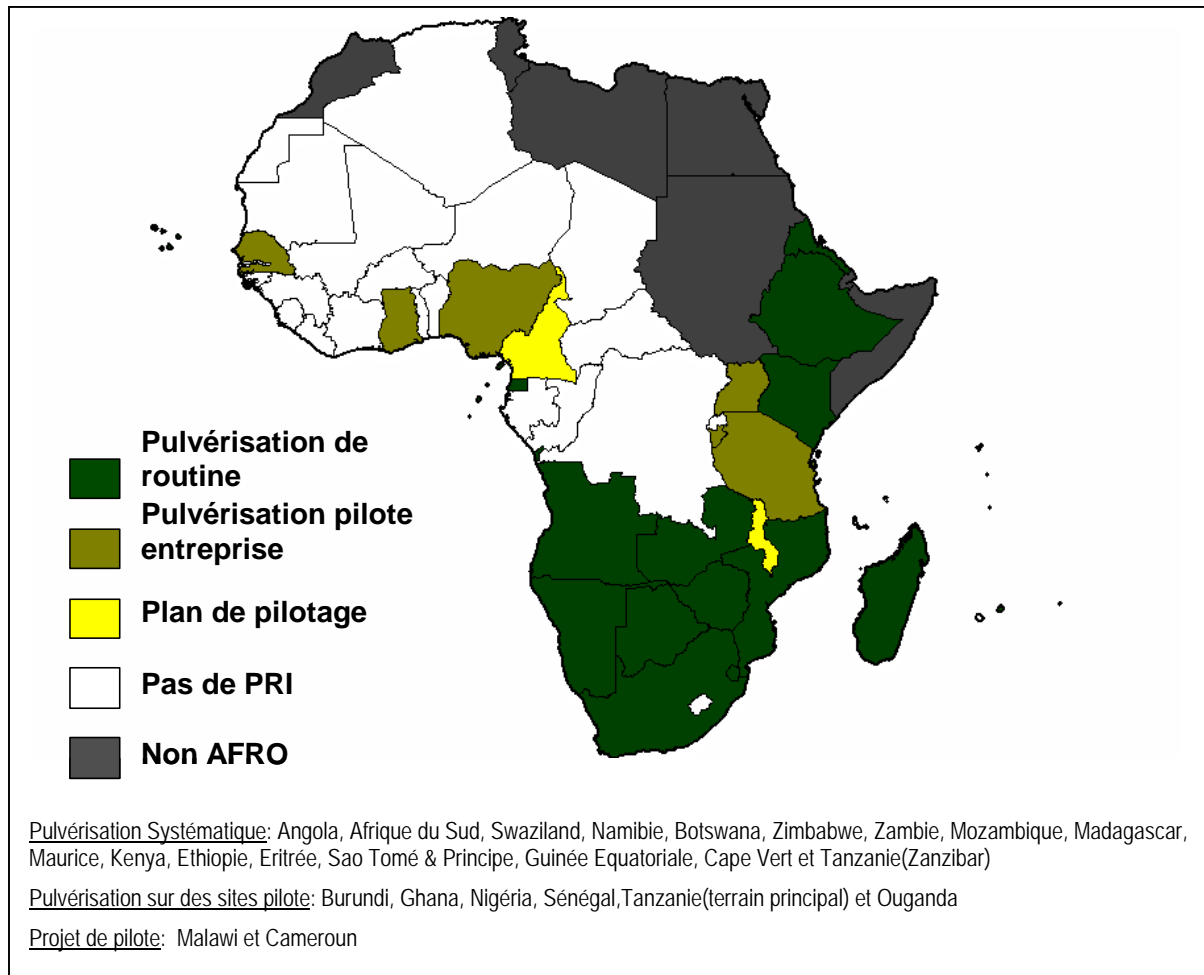 Pulvérisation de
routine
Pulvérisation pilote
entreprise
Plan de pilotage
Pas de PRI
Non AFRO
Pulvérisation Systématique: Angola, Afrique du Sud, Swaziland, Namibie, Botswana, Zimbabwe, Zambie, Mozambique, Madagascar,
Maurice, Kenya, Ethiopie, Eritrée, Sao Tomé & Principe, Guinée Equatoriale, Cape Vert et Tanzanie(Zanzibar)
Pulvérisation sur des sites pilote: Burundi, Ghana, Nigéria, Sénégal,Tanzanie(terrain principal) et Ouganda
Projet de pilote: Malawi et Cameroun